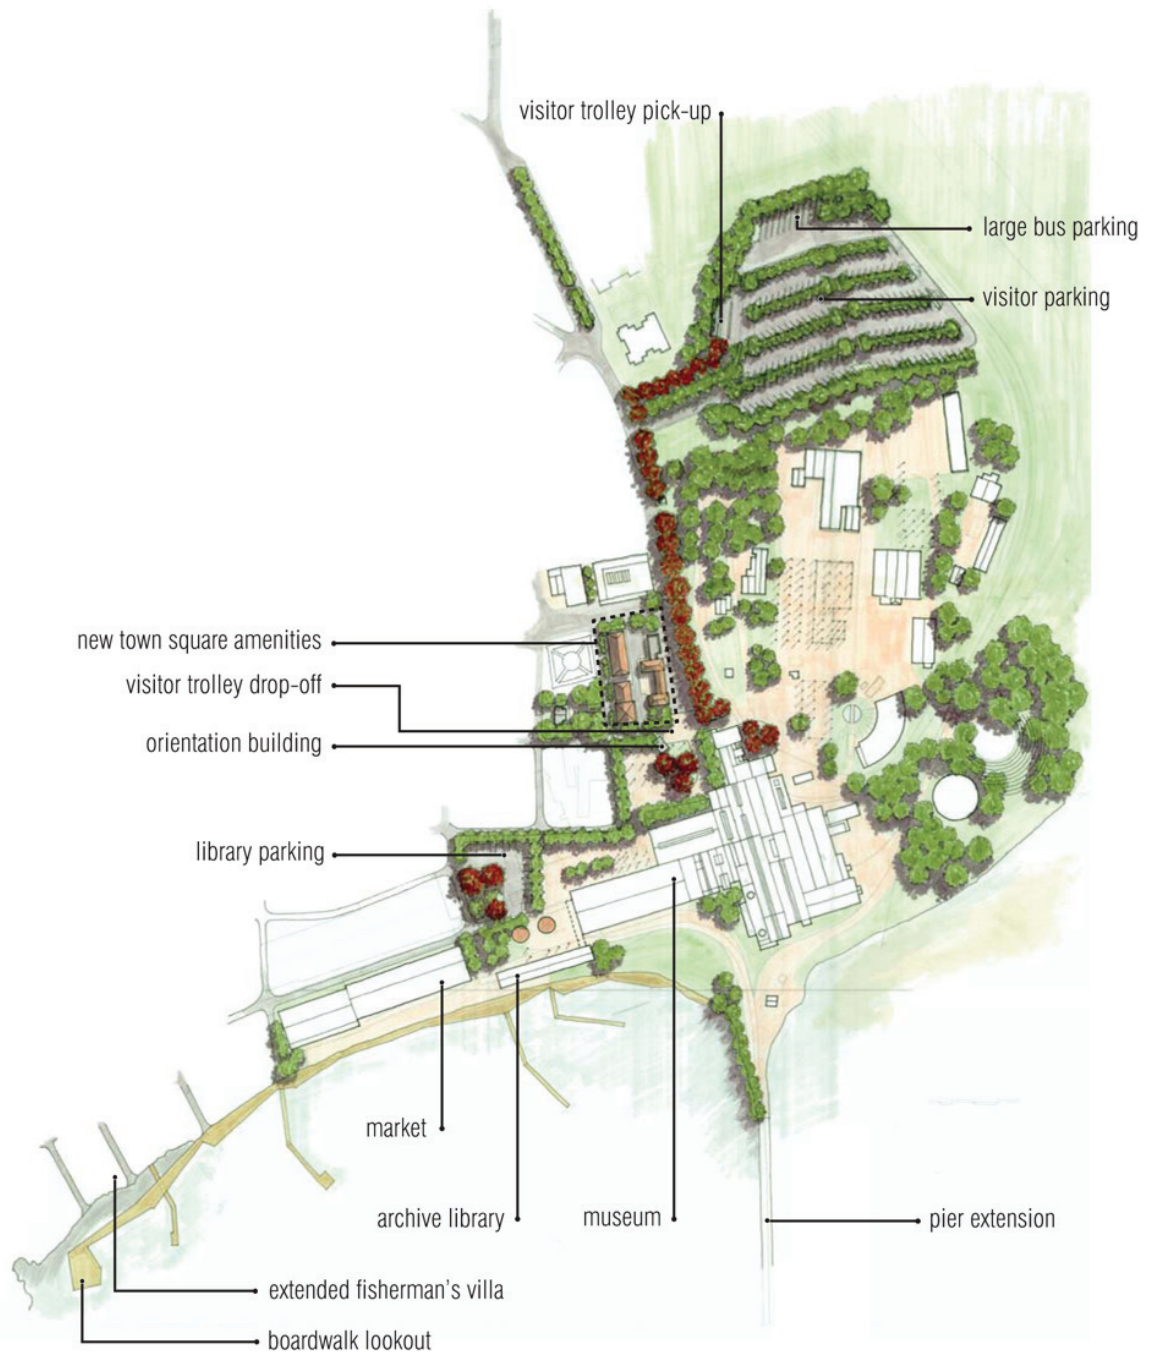 visitor trolley pick-up
large bus parking
visitor parking
new town square amenities
visitor trolley drop-off
orientation building
library parking
market
archive library
museum
pier extension
extended fisherman's villa
boardwalk lookout